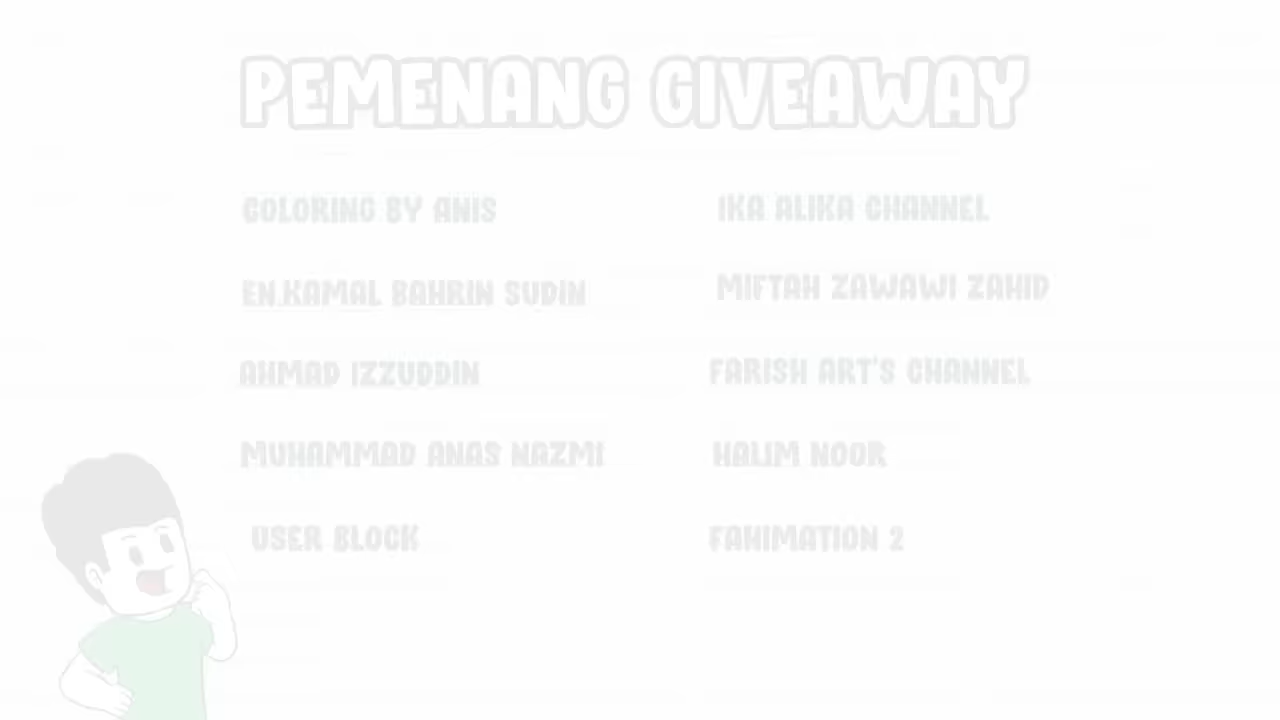 PEMENANG GIVEAWAY
COLORING BY ANIS
EN.KAMAL BAHRIN SUDIN
AHMAD IZZUDDIN
MUHAMMAD ANAS NAZMI
USER BLOCK
IKA ALIKA CHANNEL
MIFTAH ZAWAWI ZAHID
FARISH ART'S CHANNEL
HALIM NOOR
FAHIMATION 2